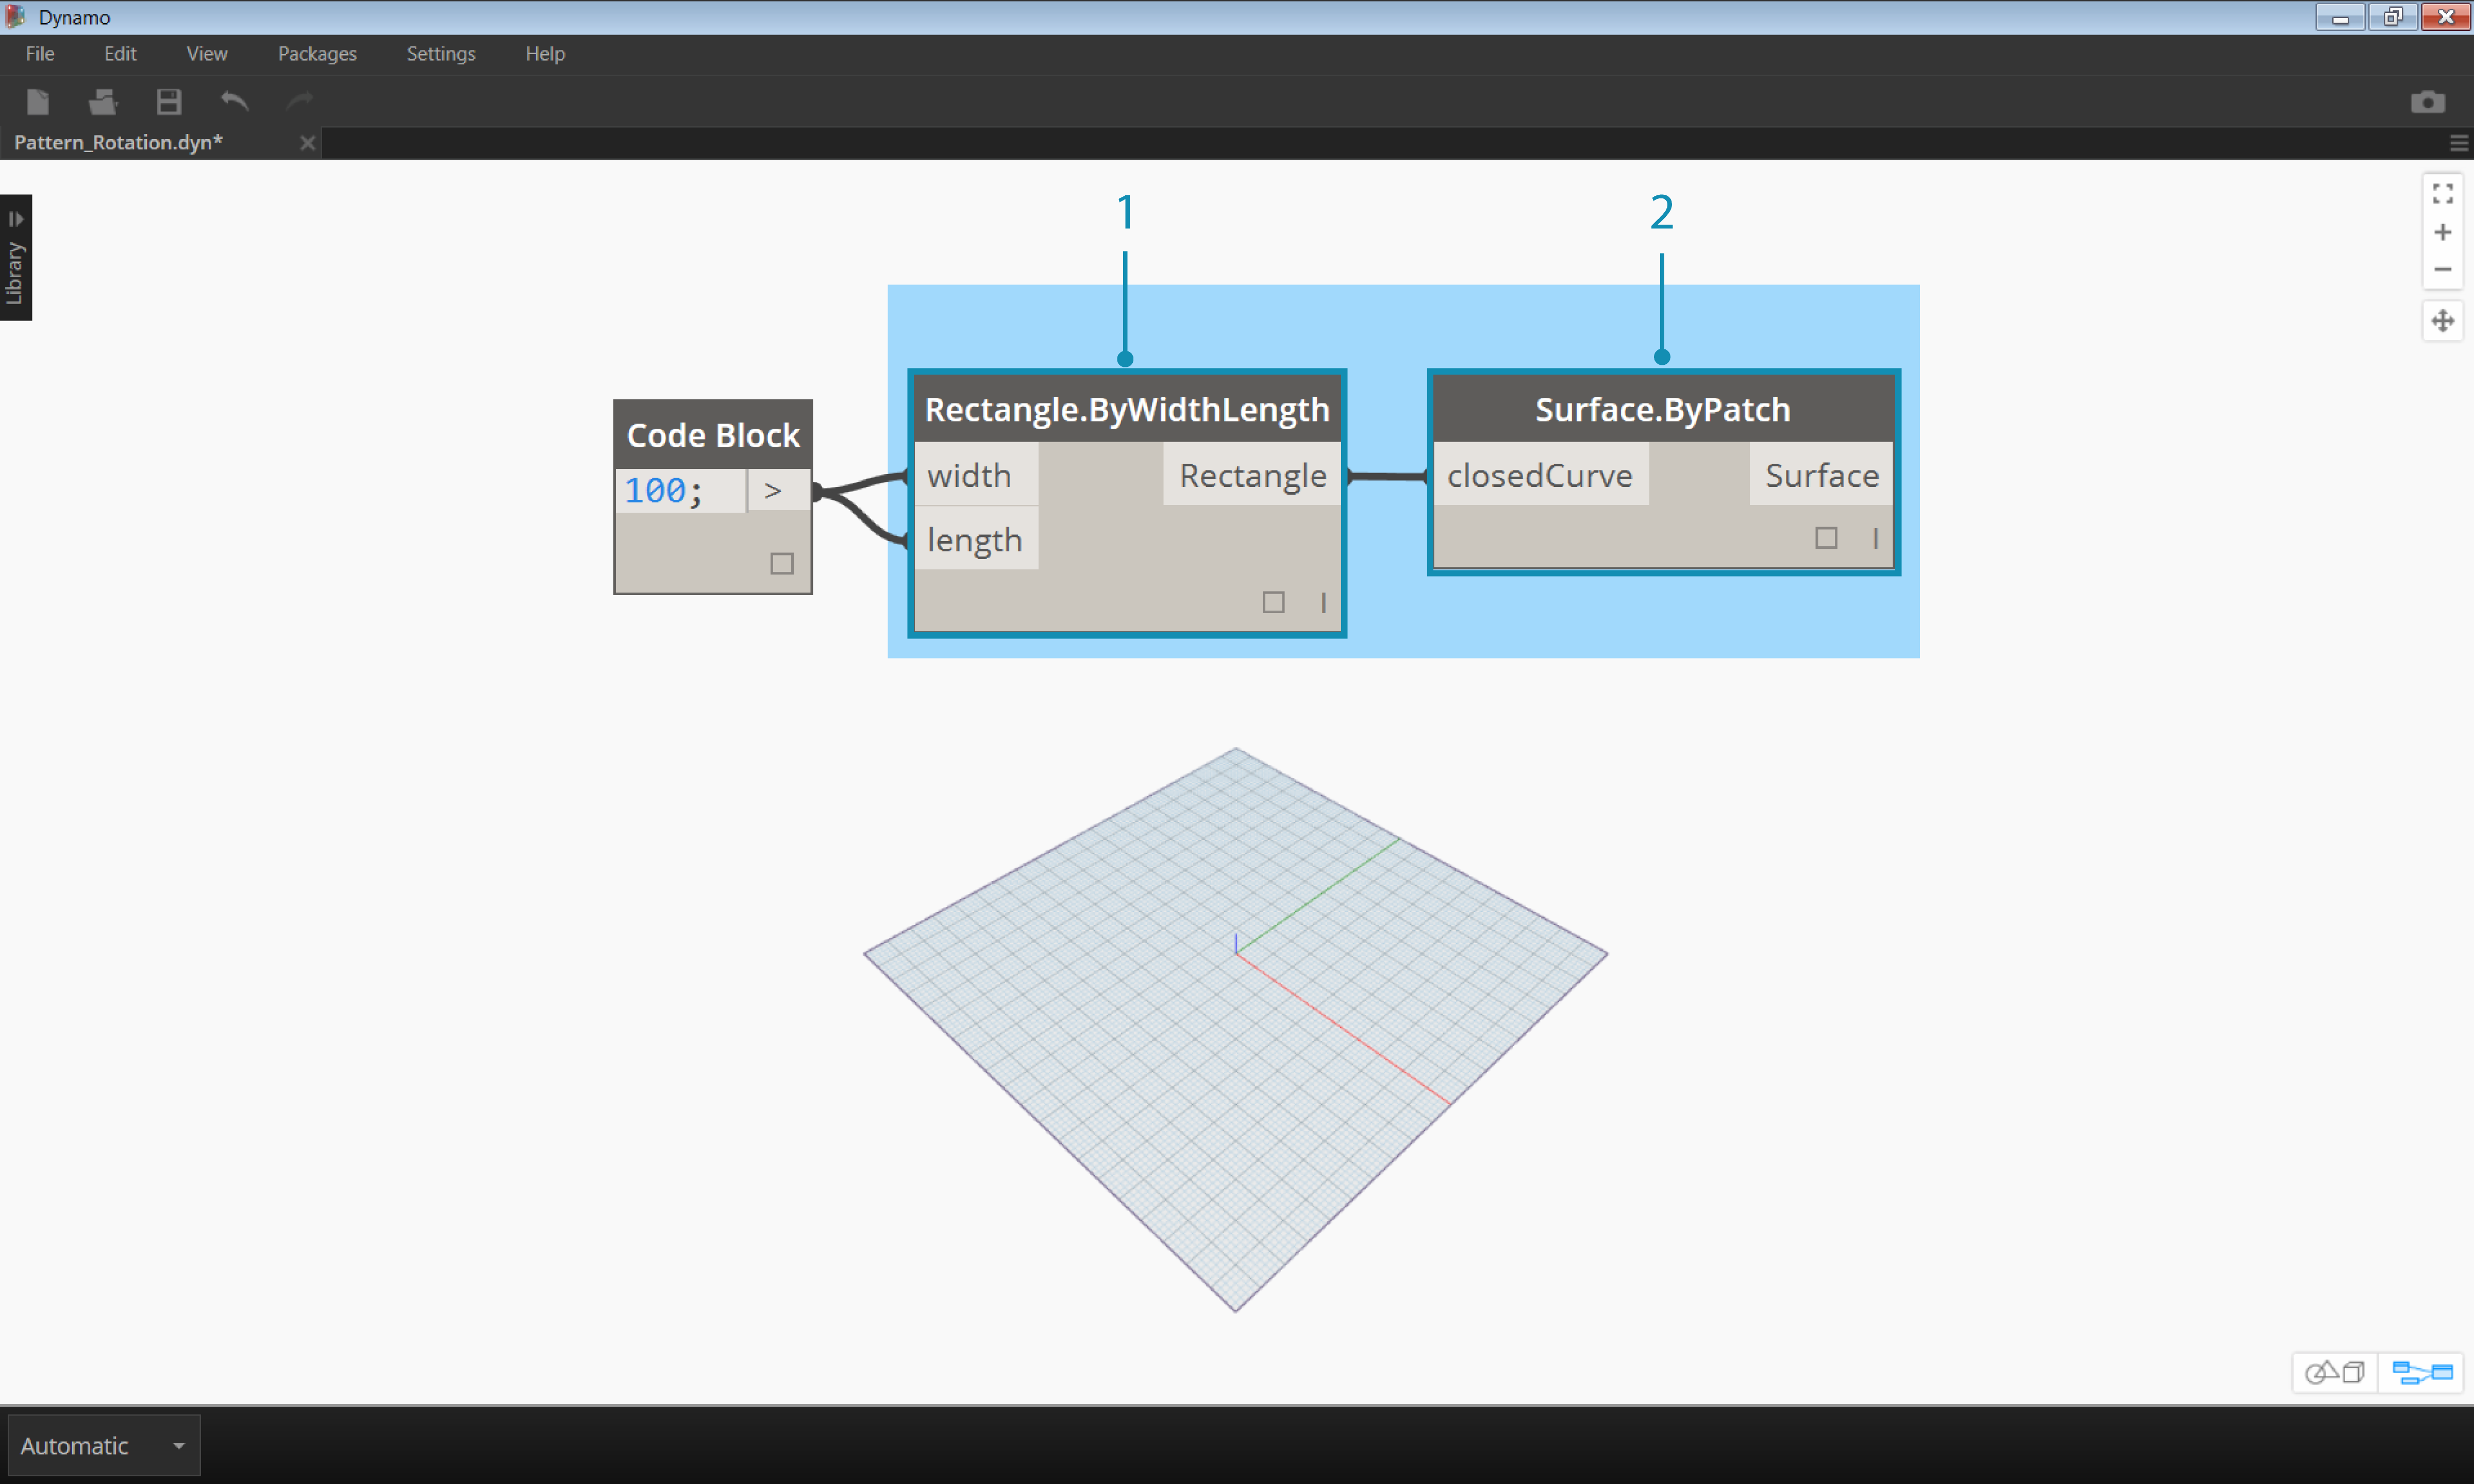 Dynamo
File Edit View Packages Settings Help
Pattern_Rotation.dyn*
Library
1 2
Rectangle.ByWidthLength Surface.ByPatch
Code Block
width Rectangle closedCurve Surface
100; >
length
Automatic